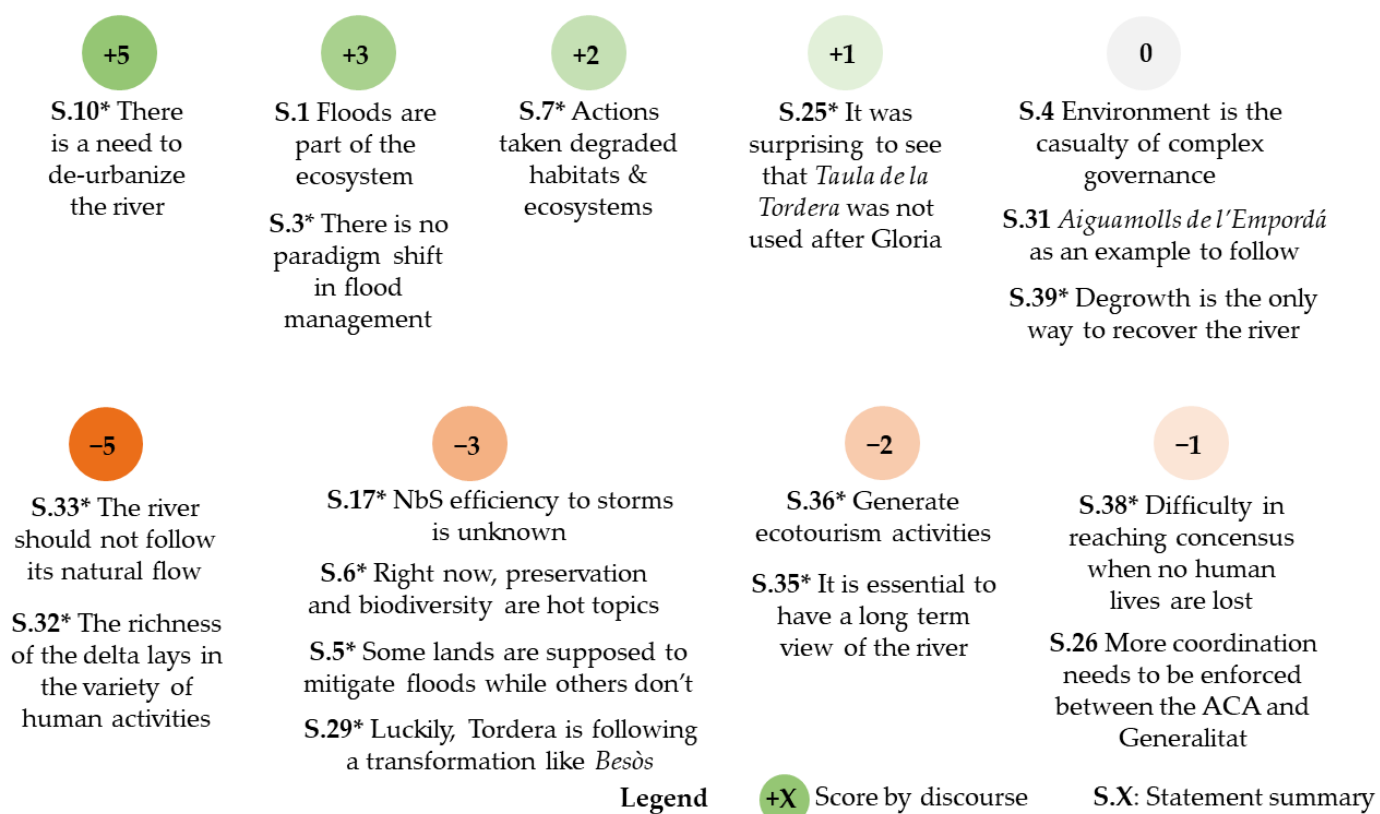 +5
S.10* There
is a need to
de-urbanize
the river
+3
S.1 Floods are
part of the
ecosystem
S.3* There is no
paradigm shift
in flood
management
+2
S.7* Actions
taken degraded
habitats &
ecosystems
+1
S.25* It was
surprising to see
that Taula de la
Tordera was not
used after Gloria
0
S.4 Environment is the
casualty of complex
governance
S.31 Aiguamolls de l'Empordá
as an example to follow
S.39* Degrowth is the only
way to recover the river
−5
S.33* The river
should not follow
its natural flow
S.32* The richness
of the delta lays in
the variety of
human activities
−3
S.17* NbS efficiency to storms
is unknown
S.6* Right now, preservation
and biodiversity are hot topics
S.5* Some lands are supposed to
mitigate floods while others don't
S.29* Luckily, Tordera is following
a transformation like Besòs
−2
S.36* Generate
ecotourism activities
S.35* It is essential to
have a long term
view of the river
−1
S.38* Difficulty in
reaching concensus
when no human
lives are lost
S.26 More coordination
needs to be enforced
between the ACA and
Generalitat
Legend
+X Score by discourse
S.X: Statement summary